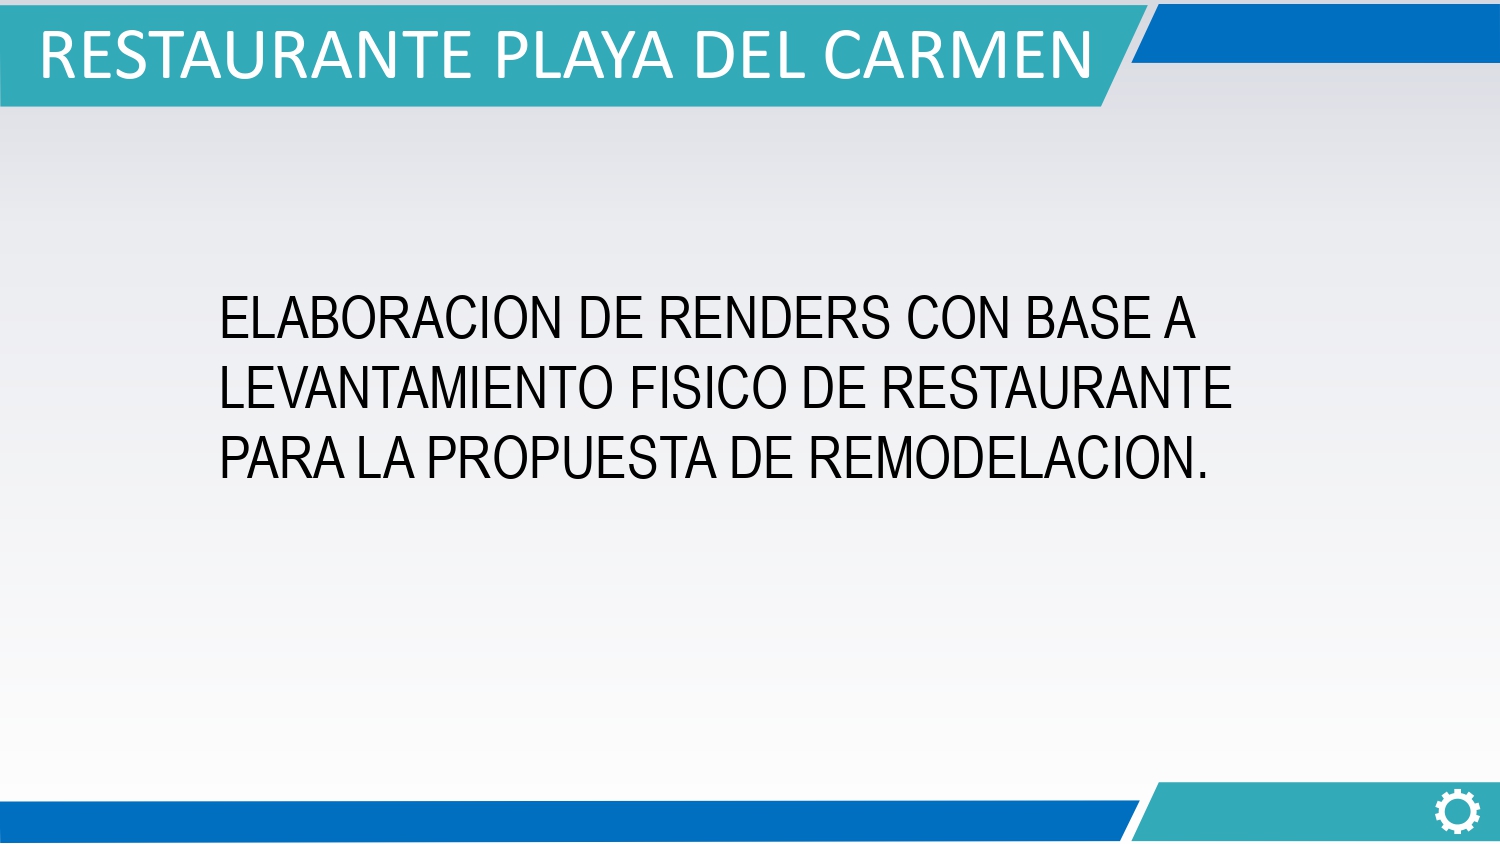 RESTAURANTE PLAYA DEL CARMEN
ELABORACION DE RENDERS CON BASE A
LEVANTAMIENTO FISICO DE RESTAURANTE
PARA LA PROPUESTA DE REMODELACION.